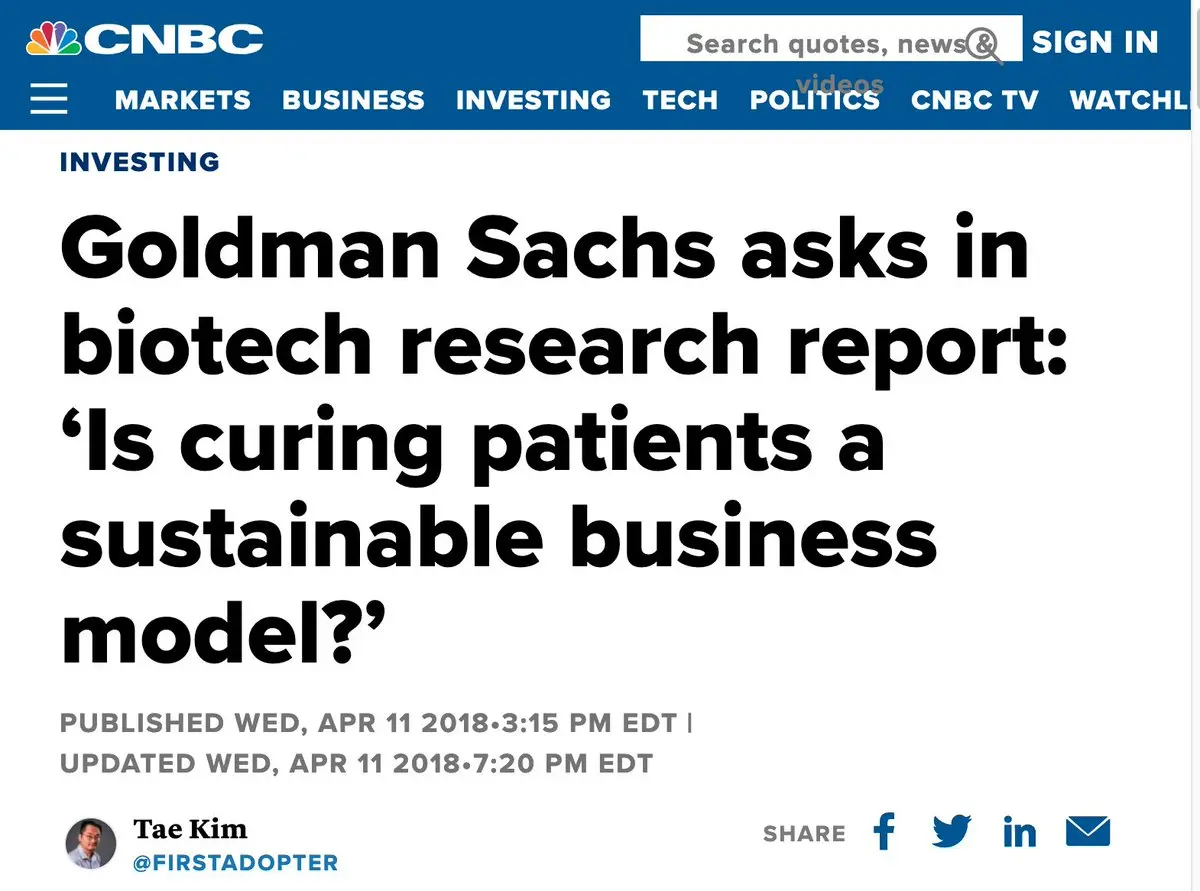 CNBC
Search quotes, news &
videos
SIGN IN
MARKETS BUSINESS INVESTING TECH POLITICS CNBC TV WATCHL
INVESTING
Goldman Sachs asks in
biotech research report:
‘Is curing patients a
sustainable business
model?’
PUBLISHED WED, APR 11 2018•3:15 PM EDT |
UPDATED WED, APR 11 2018•7:20 PM EDT
Tae Kim
@FIRSTADOPTER
SHARE f in